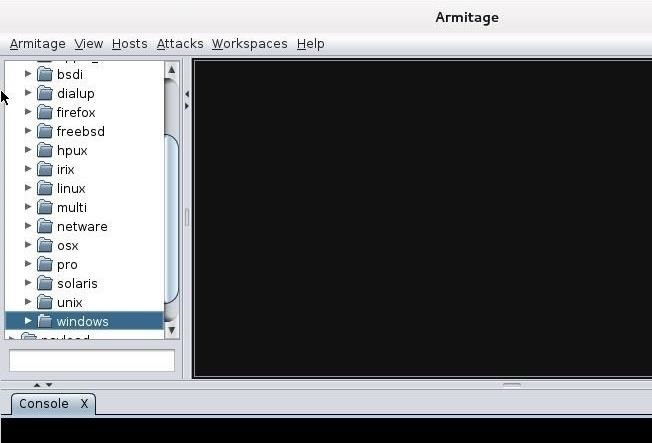 Armitage
Armitage View Hosts Attacks Workspaces Help
bsdi
dialup
firefox
freebsd
hpux
irix
linux
multi
netware
osx
pro
solaris
unix
windows
payload
Console X